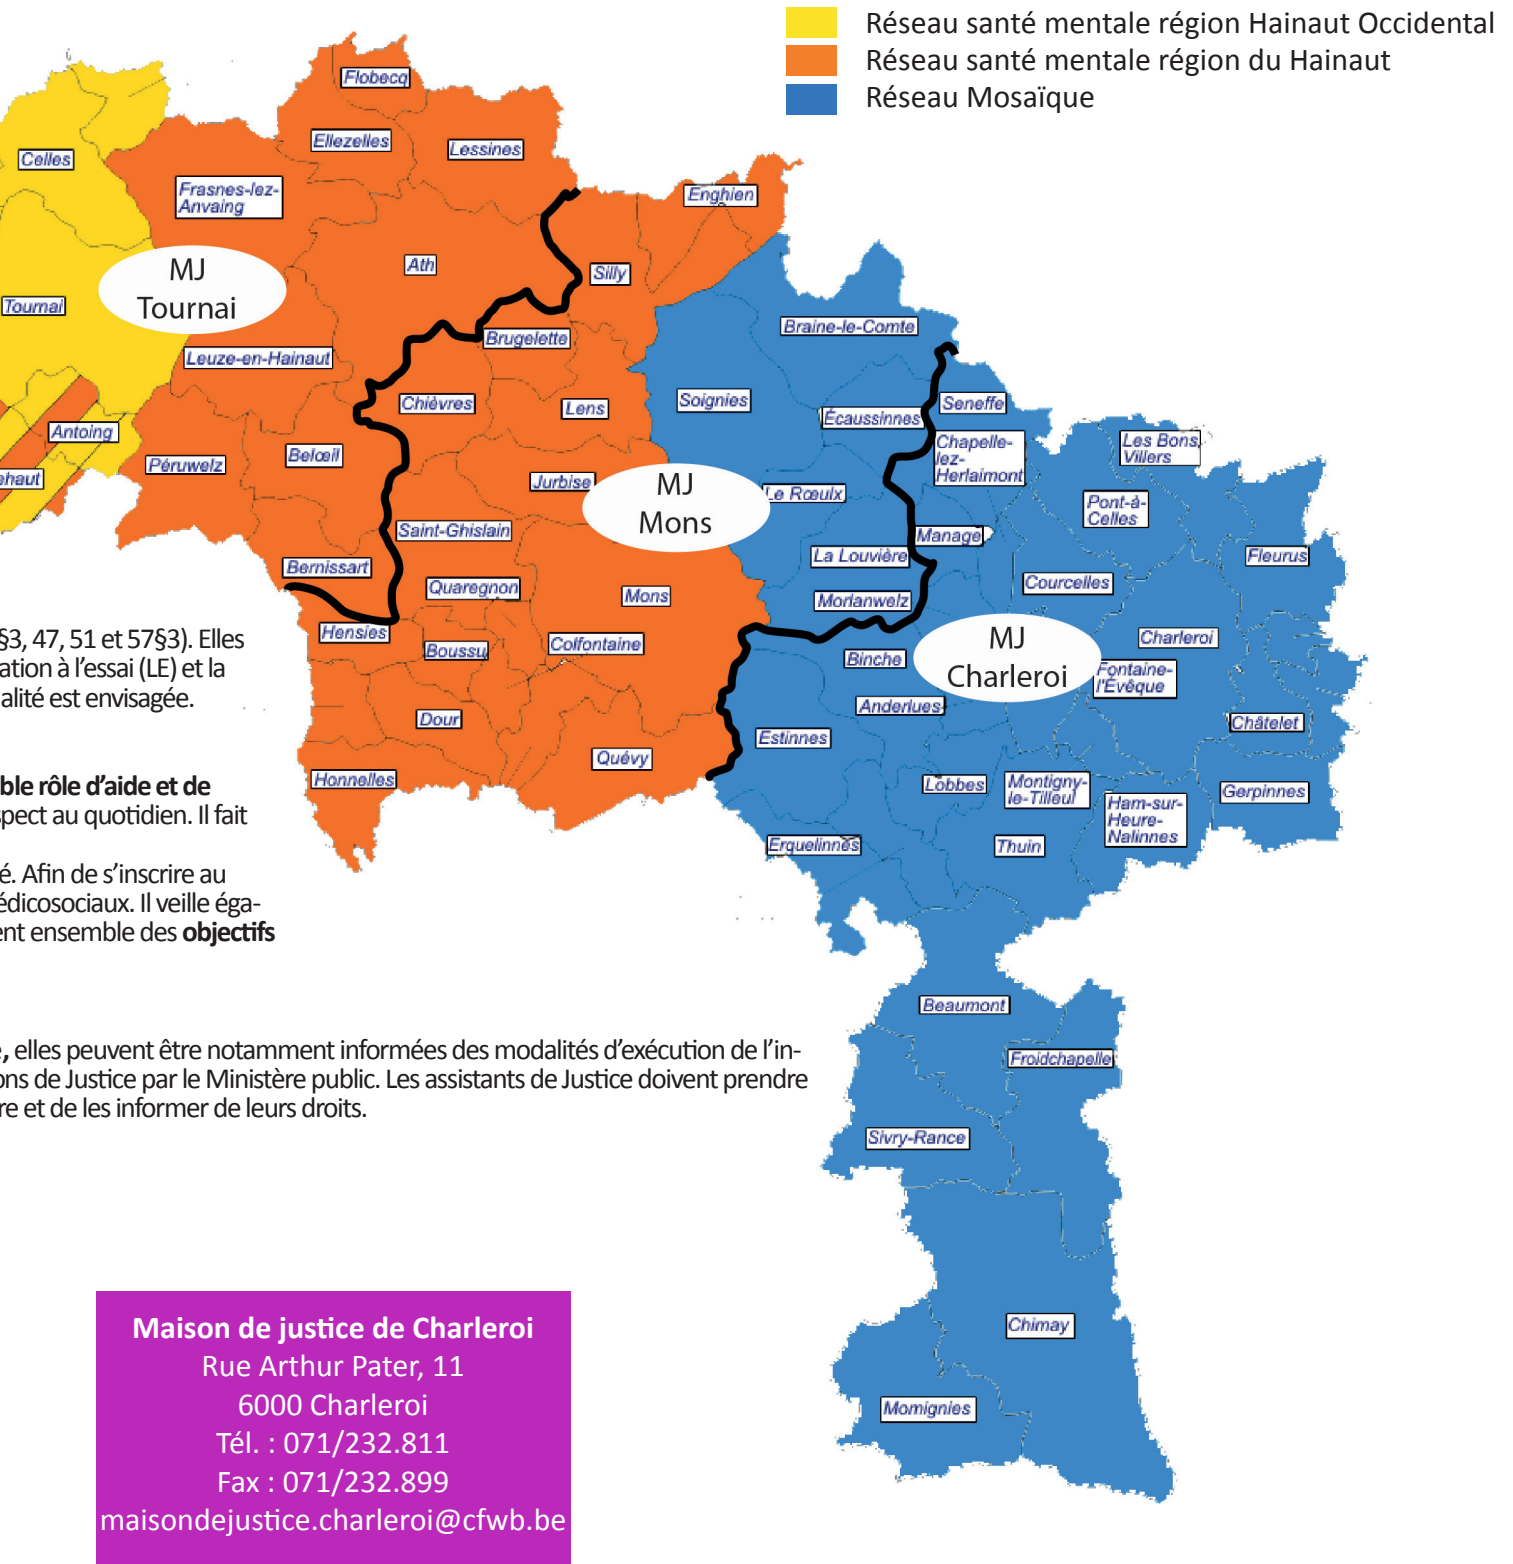 Réseau santé mentale région Hainaut Occidental
Réseau santé mentale région du Hainaut
Réseau Mosaïque
Flobecq
Ellezelles
Lessines
Celles
Frasnes-lez-
Anvaing
Enghien
Ath
Silly
MJ
Tournai
Tournai
Brugelette
Braine-le-Comte
Leuze-en-Hainaut
Chièvres
Lens
Soignies
Écaussinnes
Seneffe
Antoing
Péruwelz
Belœil
Chapelle-
lez-
Herlaimont
Les Bons
Villers
ehaut
Jurbise
MJ
Mons
Le Rœulx
Pont-à-
Celles
Saint-Ghislain
Manage
Fleurus
Bernissart
La Louvière
Courcelles
Quaregnon
Mons
Morlanwelz
Hensies
Boussu
Colfontaine
Binche
MJ
Charleroi
Charleroi
Fontaine-
l'Évêque
Anderlues
Dour
Estinnes
Châtelet
Quévy
Honnelles
Lobbes
Montigny-
le-Tilleul
Ham-sur-
Heure-
Nalinnes
Gerpinnes
Erquelinnes
Thuin
Beaumont
Froidchapelle
Sivry-Rance
Chimay
Momignies
§3, 47, 51 et 57§3). Elles
ation à l’essai (LE) et la
alité est envisagée.
ble rôle d’aide et de
spect au quotidien. Il fait
é. Afin de s’inscrire au
édicosociaux. Il veille éga-
ent ensemble des objectifs
e, elles peuvent être notamment informées des modalités d’exécution de l’in-
ons de Justice par le Ministère public. Les assistants de Justice doivent prendre
re et de les informer de leurs droits.
Maison de justice de Charleroi
Rue Arthur Pater, 11
6000 Charleroi
Tél. : 071/232.811
Fax : 071/232.899
maisondejustice.charleroi@cfwb.be